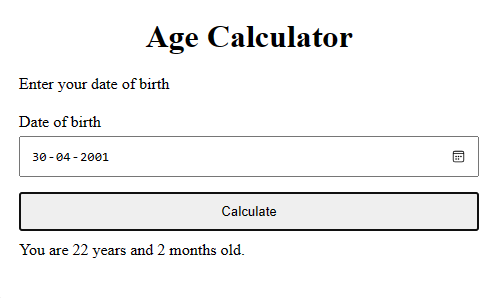 Age Calculator
Enter your date of birth
Date of birth
30-04-2001
Calculate
You are 22 years and 2 months old.